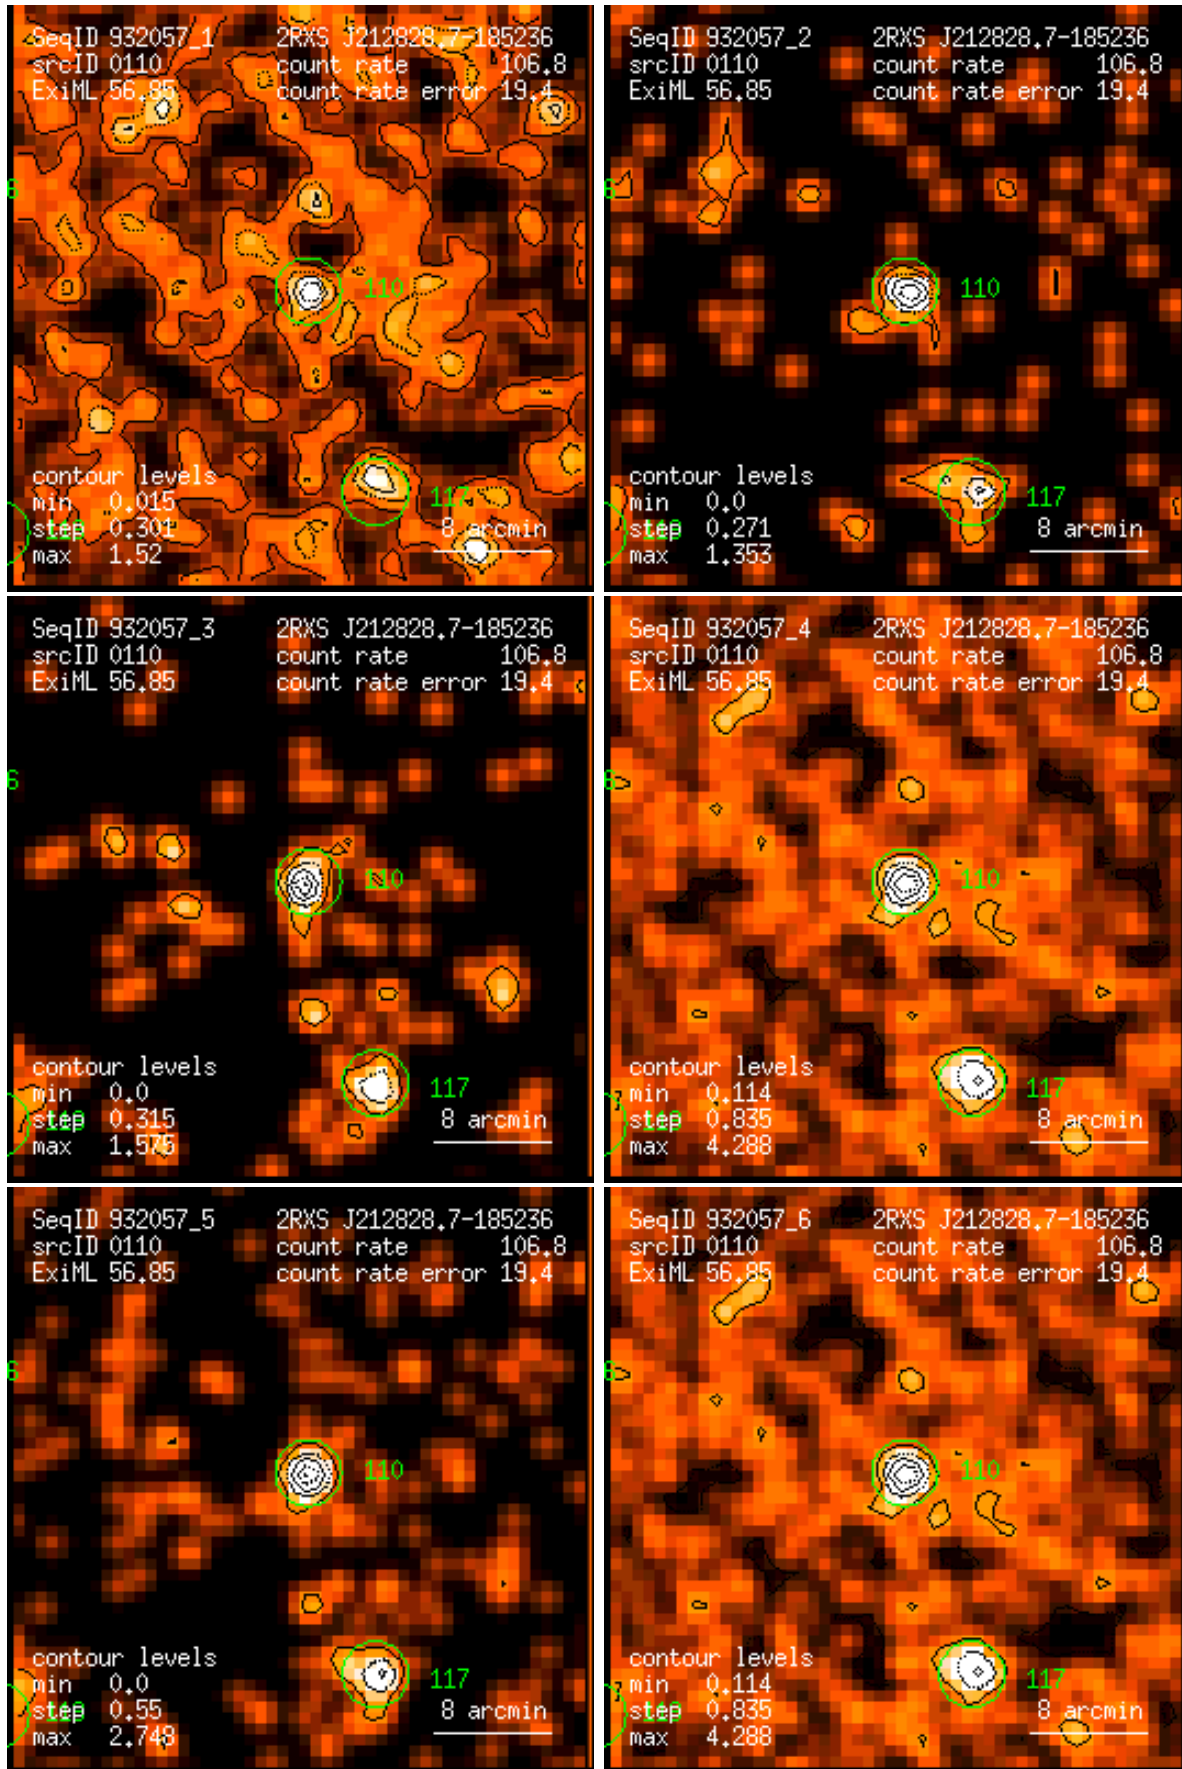 SeqID 932057_1 2RXS J212828.7-185236
srcID 0110 count rate 106.8
ExiML 56.85 count rate error 19.4
6
110
contour levels
min 0.015 117
step 0.301 8 arcmin
max 1.52
SeqID 932057_2 2RXS J212828.7-185236
srcID 0110 count rate 106.8
ExiML 56.85 count rate error 19.4
6
110
contour levels
min 0.0 117
step 0.271 8 arcmin
max 1.353
SeqID 932057_3 2RXS J212828.7-185236
srcID 0110 count rate 106.8
ExiML 56.85 count rate error 19.4
6
110
contour levels
min 0.0 117
step 0.315 8 arcmin
max 1.575
SeqID 932057_4 2RXS J212828.7-185236
srcID 0110 count rate 106.8
ExiML 56.85 count rate error 19.4
6
110
contour levels
min 0.114 117
step 0.835 8 arcmin
max 4.288
SeqID 932057_5 2RXS J212828.7-185236
srcID 0110 count rate 106.8
ExiML 56.85 count rate error 19.4
6
110
contour levels
min 0.0 117
step 0.55 8 arcmin
max 2.748
SeqID 932057_6 2RXS J212828.7-185236
srcID 0110 count rate 106.8
ExiML 56.85 count rate error 19.4
6
110
contour levels
min 0.114 117
step 0.835 8 arcmin
max 4.288